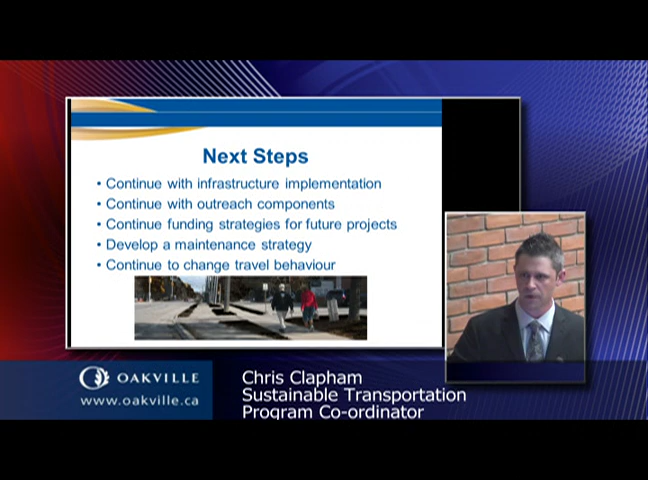 Next Steps
• Continue with infrastructure implementation
• Continue with outreach components
• Continue funding strategies for future projects
• Develop a maintenance strategy
• Continue to change travel behaviour
OAKVILLE
www.oakville.ca
Chris Clapham
Sustainable Transportation
Program Co-ordinator